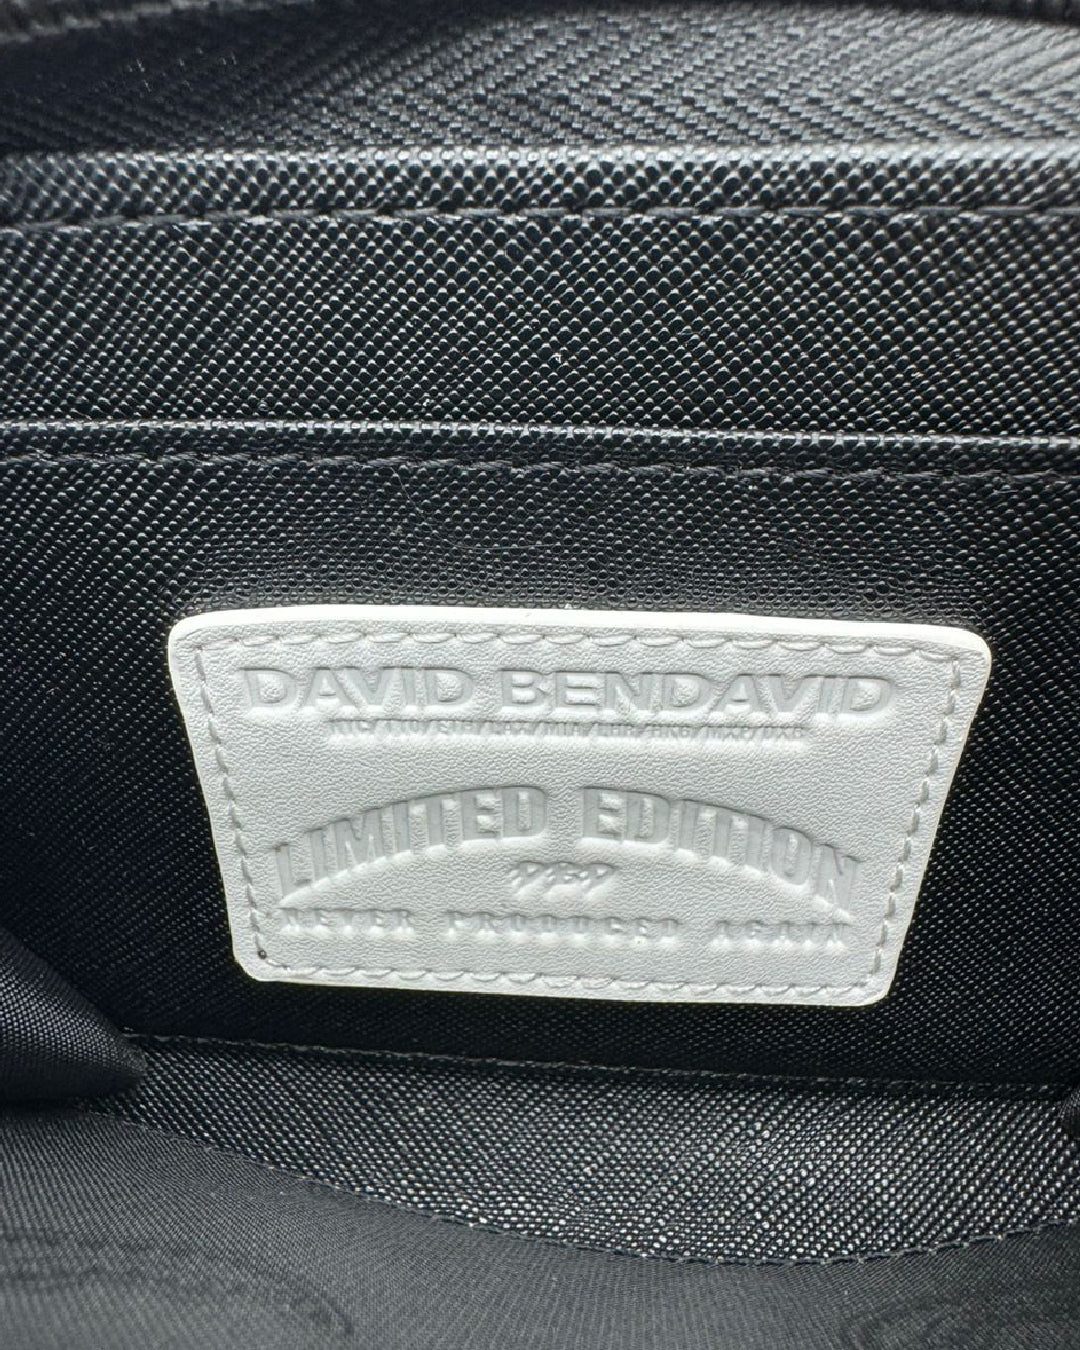 DAVID BENDAVID
LIMITED EDITION
NEVER PRODUCED AGAIN